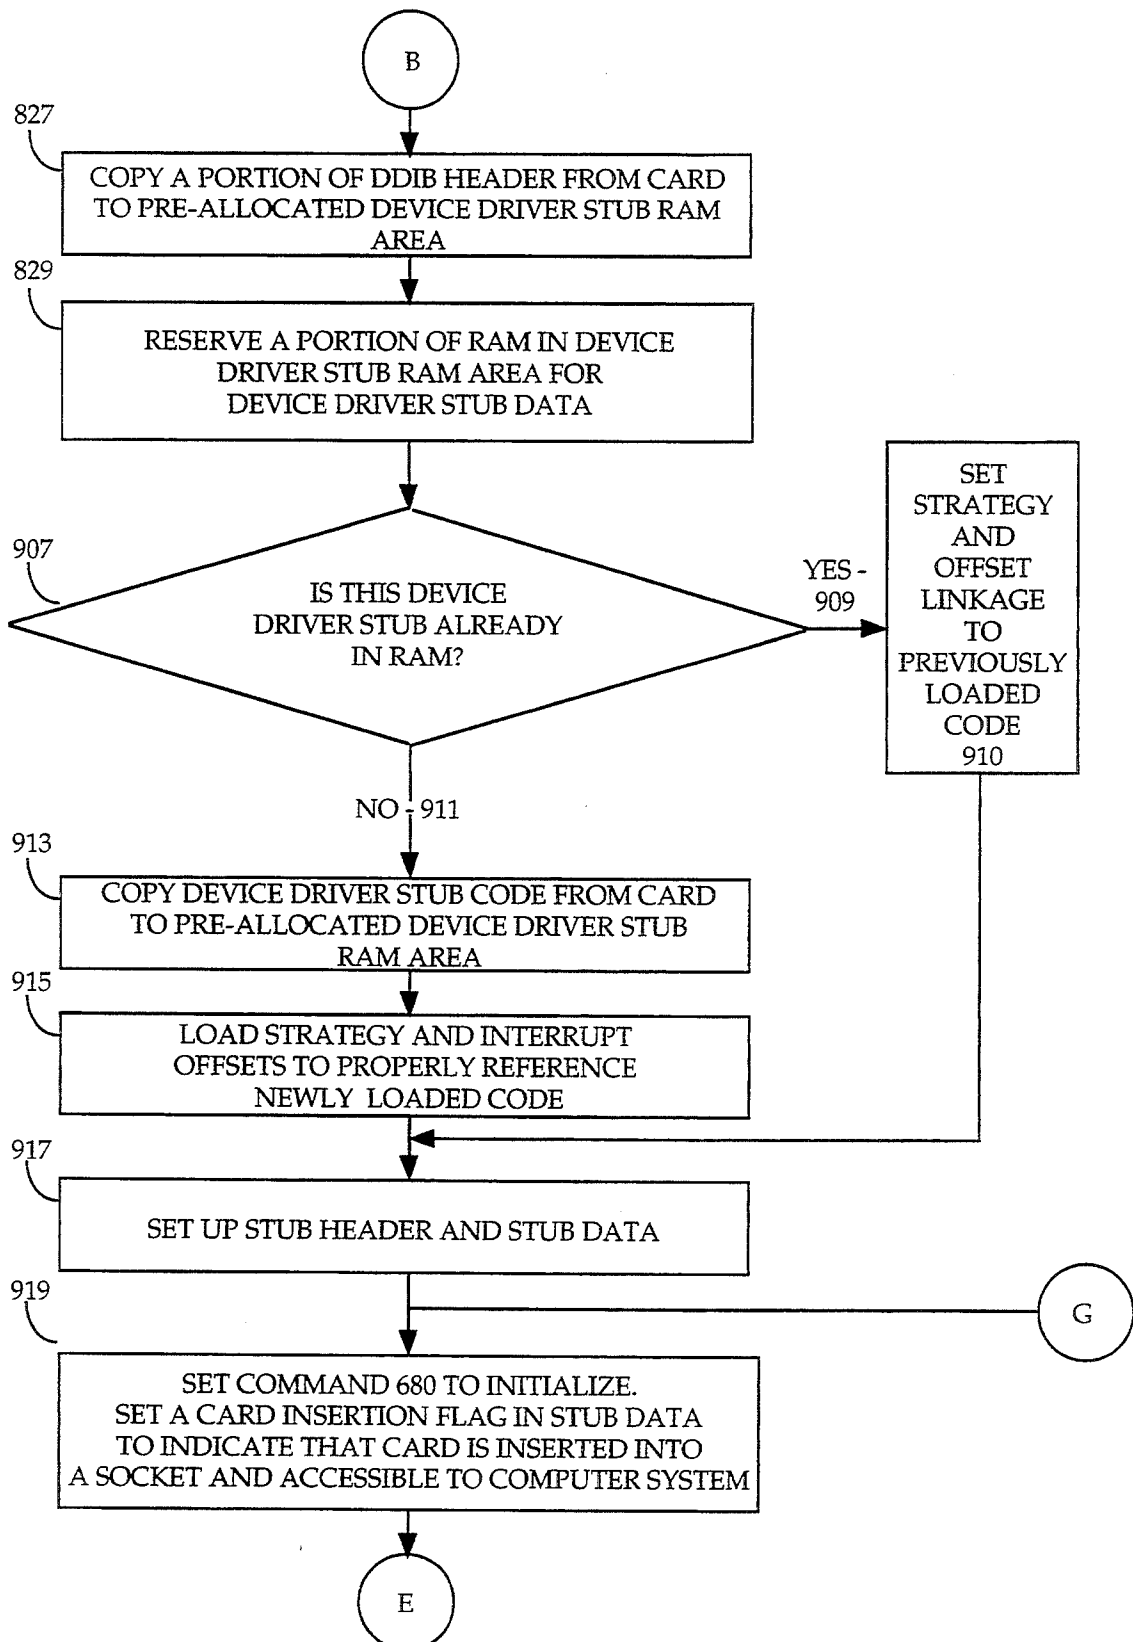 B
827
COPY A PORTION OF DDIB HEADER FROM CARD
TO PRE-ALLOCATED DEVICE DRIVER STUB RAM
AREA
829
RESERVE A PORTION OF RAM IN DEVICE
DRIVER STUB RAM AREA FOR
DEVICE DRIVER STUB DATA
907
IS THIS DEVICE
DRIVER STUB ALREADY
IN RAM?
YES -
909
SET
STRATEGY
AND
OFFSET
LINKAGE
TO
PREVIOUSLY
LOADED
CODE
910
NO - 911
913
COPY DEVICE DRIVER STUB CODE FROM CARD
TO PRE-ALLOCATED DEVICE DRIVER STUB
RAM AREA
915
LOAD STRATEGY AND INTERRUPT
OFFSETS TO PROPERLY REFERENCE
NEWLY LOADED CODE
917
SET UP STUB HEADER AND STUB DATA
G
919
SET COMMAND 680 TO INITIALIZE.
SET A CARD INSERTION FLAG IN STUB DATA
TO INDICATE THAT CARD IS INSERTED INTO
A SOCKET AND ACCESSIBLE TO COMPUTER SYSTEM
E